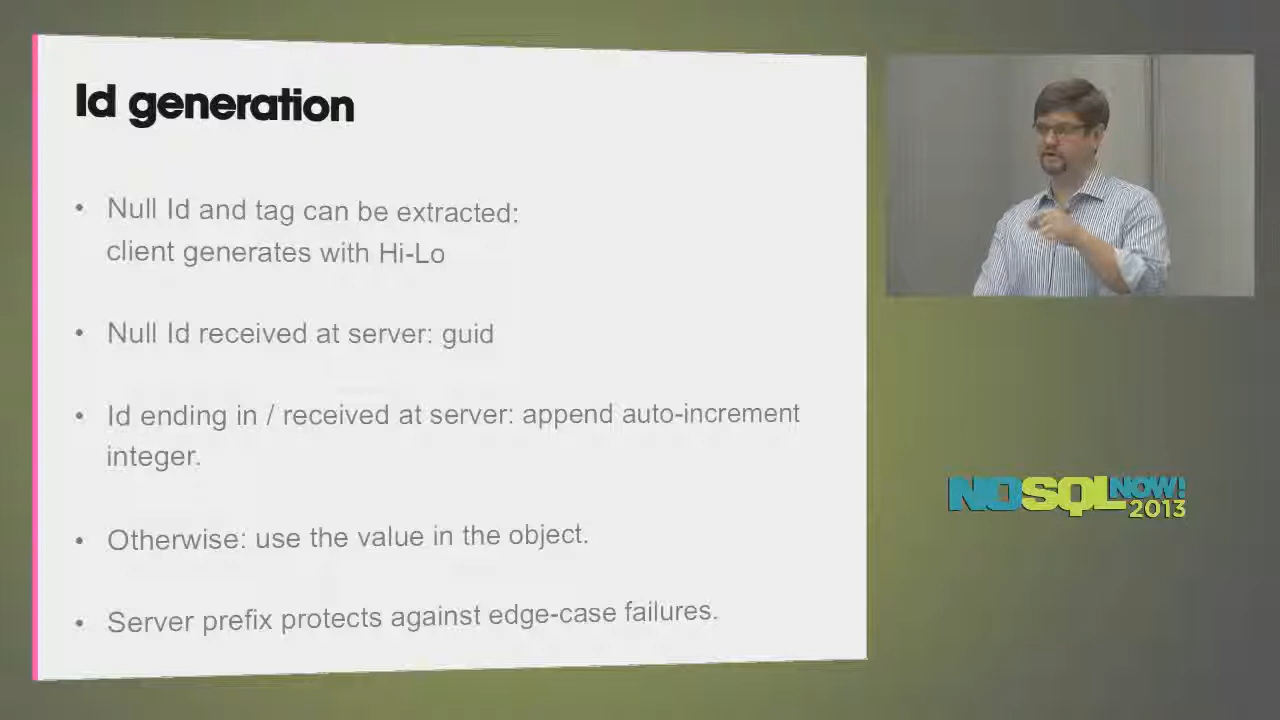 Id generation
• Null Id and tag can be extracted:
client generates with Hi-Lo
• Null Id received at server: guid
• Id ending in / received at server: append auto-increment
integer.
• Otherwise: use the value in the object.
• Server prefix protects against edge-case failures.
NOSQL NOW!
2013